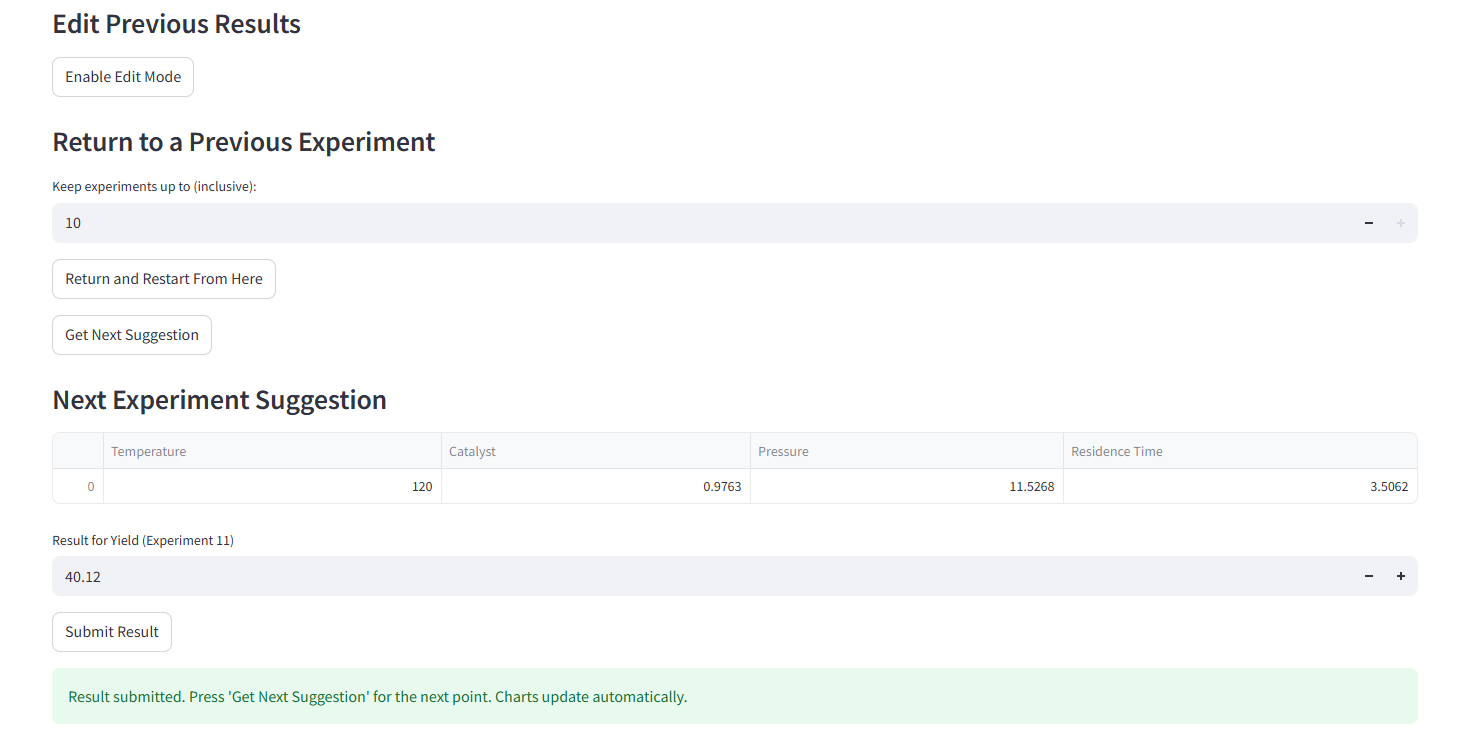 Edit Previous Results
Enable Edit Mode
Return to a Previous Experiment
Keep experiments up to (inclusive):
10
Return and Restart From Here
Get Next Suggestion
Next Experiment Suggestion
Temperature Catalyst Pressure Residence Time
0 120 0.9763 11.5268 3.5062
Result for Yield (Experiment 11)
40.12
Submit Result
Result submitted. Press 'Get Next Suggestion' for the next point. Charts update automatically.